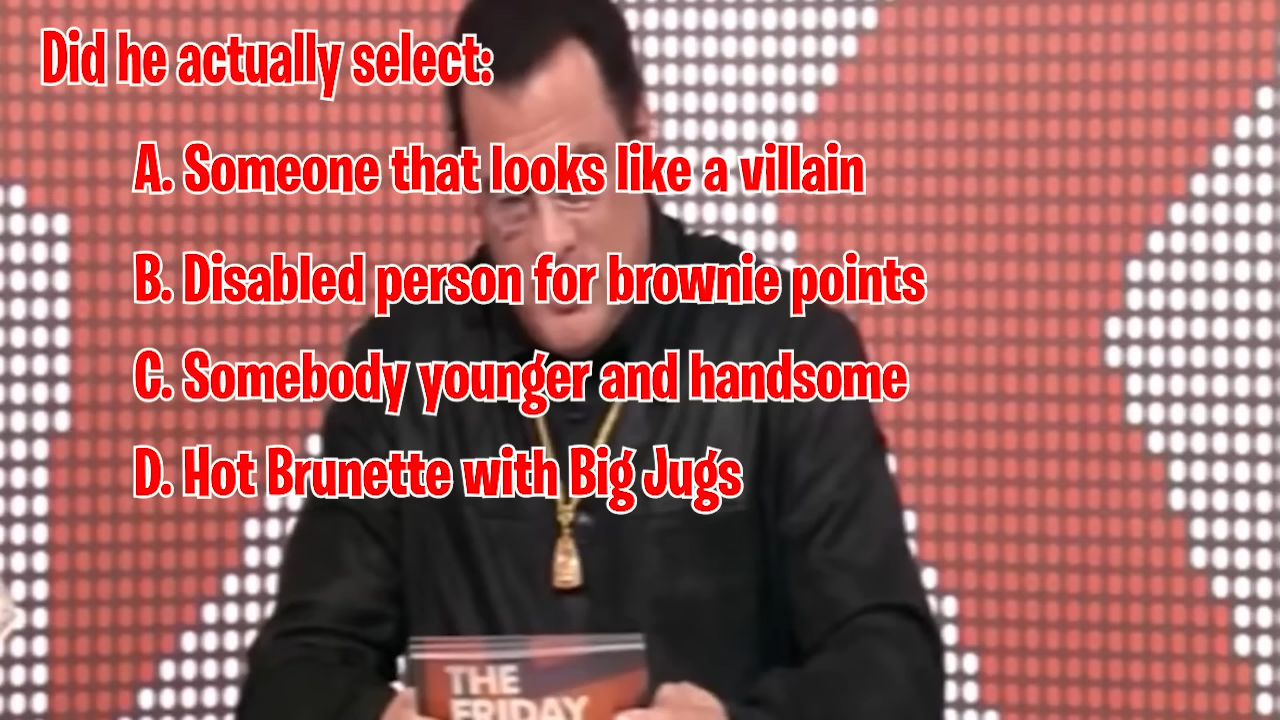 Did he actually select:
A. Someone that looks like a villain
B. Disabled person for brownie points
C. Somebody younger and handsome
D. Hot Brunette with Big Jugs
THE
FRIDAY